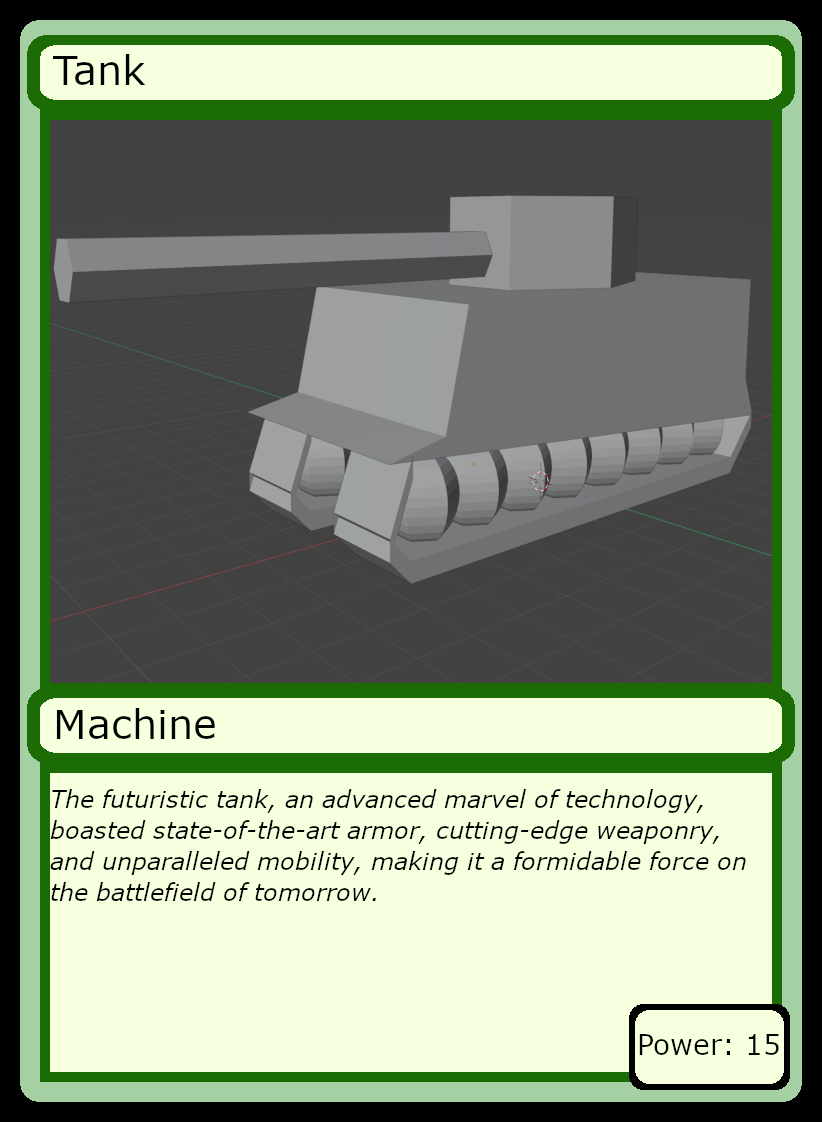 Tank
Machine
The futuristic tank, an advanced marvel of technology,
boasted state-of-the-art armor, cutting-edge weaponry,
and unparalleled mobility, making it a formidable force on
the battlefield of tomorrow.
Power: 15